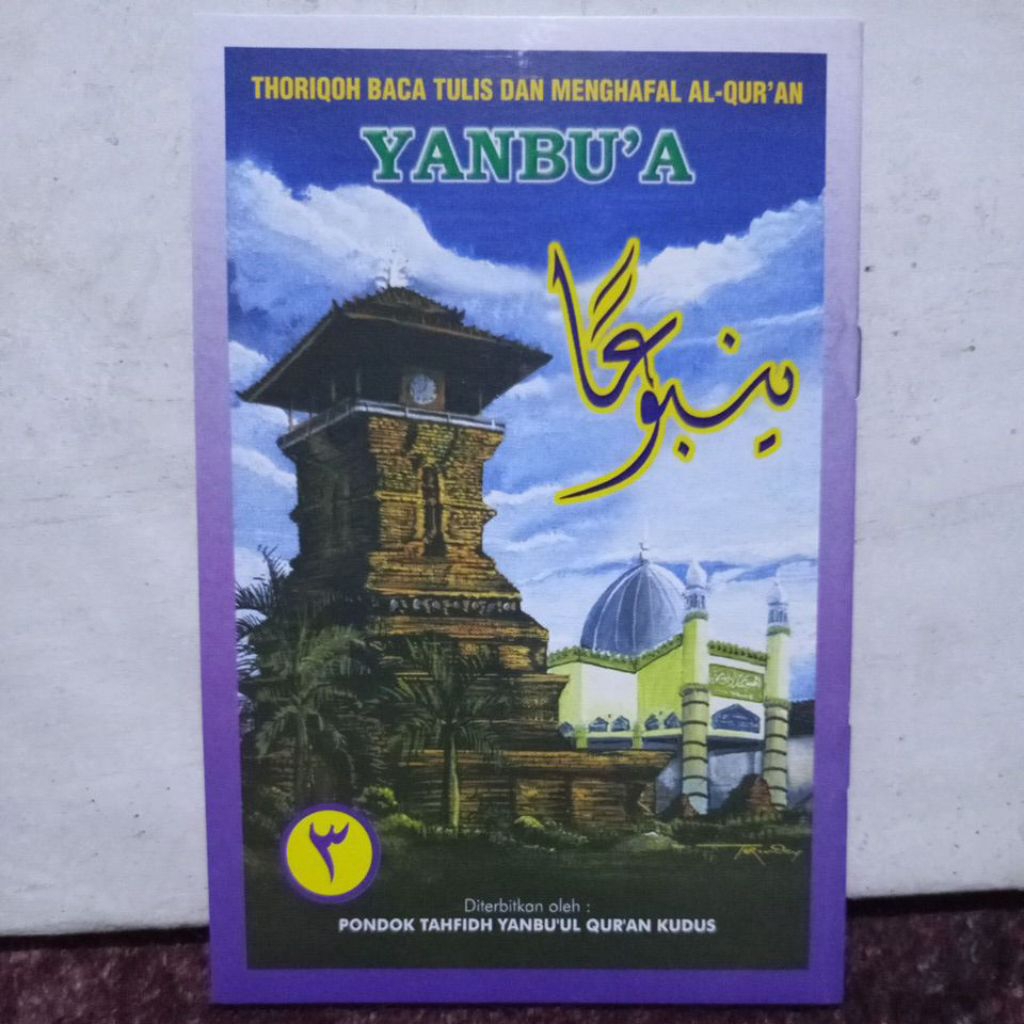 THORIQOH BACA TULIS DAN MENGHAFAL AL-QUR'AN
YANBU'A
ينبوعًا
٣
Diterbitkan oleh :
PONDOK TAHFIDH YANBU'UL QUR'AN KUDUS